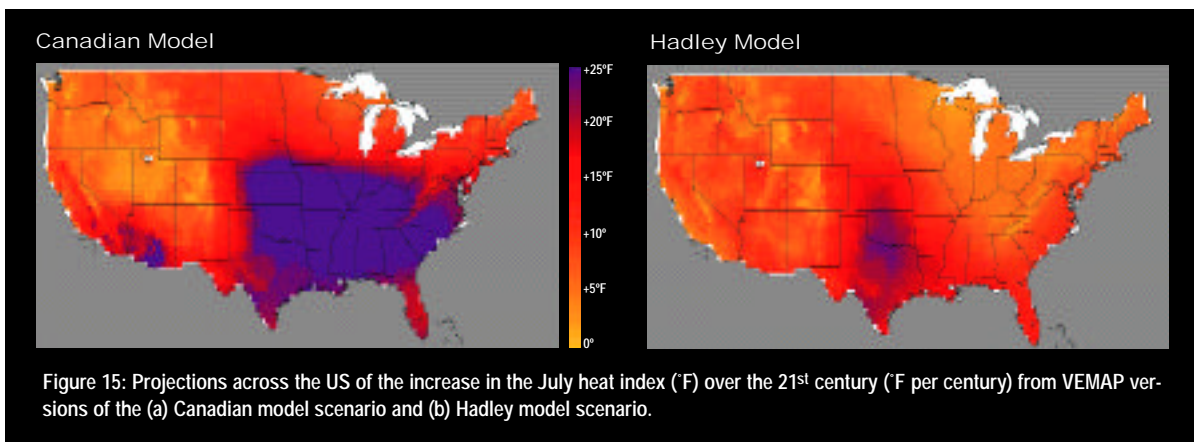 Canadian Model
Hadley Model
+25°F
+20°F
+15°F
+10°
+5°F
0°
Figure 15: Projections across the US of the increase in the July heat index (˚F) over the 21st century (˚F per century) from VEMAP ver-
sions of the (a) Canadian model scenario and (b) Hadley model scenario.